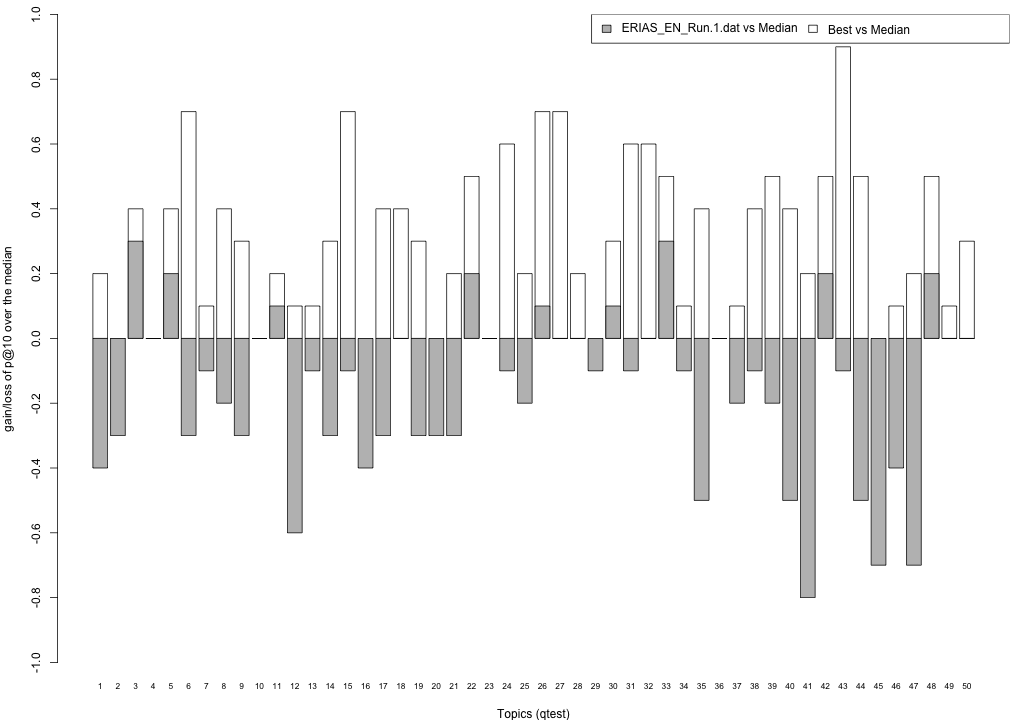 ERIAS_EN_Run.1.dat vs Median Best vs Median
gain/loss of p@10 over the median
1.0
0.8
0.6
0.4
0.2
0.0
-0.2
-0.4
-0.6
-0.8
-1.0
1 2 3 4 5 6 7 8 9 10 11 12 13 14 15 16 17 18 19 20 21 22 23 24 25 26 27 28 29 30 31 32 33 34 35 36 37 38 39 40 41 42 43 44 45 46 47 48 49 50
Topics (qtest)